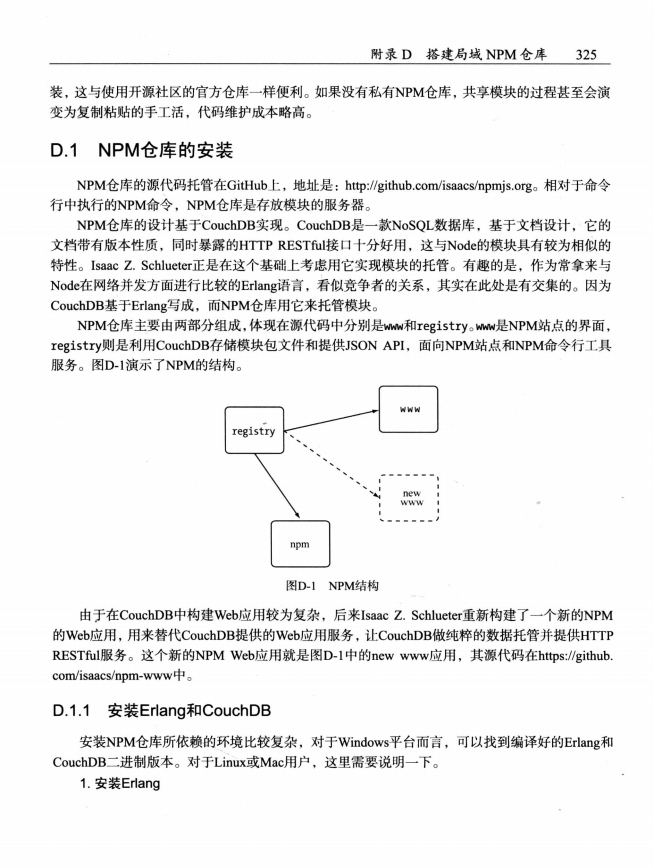 附录 D 搭建局域 NPM 仓库 325
装，这与使用开源社区的官方仓库一样便利。如果没有私有NPM仓库，共享模块的过程甚至会演
变为复制粘贴的手工活，代码维护成本略高。
D.1 NPM仓库的安装
NPM仓库的源代码托管在GitHub上，地址是：http://github.com/isaacs/npmjs.org。相对于命令
行中执行的NPM命令，NPM仓库是存放模块的服务器。
NPM仓库的设计基于CouchDB实现。CouchDB是一款NoSQL数据库，基于文档设计，它的
文档带有版本性质，同时暴露的HTTP RESTful接口十分好用，这与Node的模块具有较为相似的
特性。Isaac Z. Schlueter正是在这个基础上考虑用它实现模块的托管。有趣的是，作为常拿来与
Node在网络并发方面进行比较的Erlang语言，看似竞争者的关系，其实在此处是有交集的。因为
CouchDB基于Erlang写成，而NPM仓库用它来托管模块。
NPM仓库主要由两部分组成，体现在源代码中分别是www和registry。www是NPM站点的界面，
registry则是利用CouchDB存储模块包文件和提供JSON API，面向NPM站点和NPM命令行工具
服务。图D-1演示了NPM的结构。
www
registry
new
www
npm
图D-1 NPM结构
由于在CouchDB中构建Web应用较为复杂，后来Isaac Z. Schlueter重新构建了一个新的NPM
的Web应用，用来替代CouchDB提供的Web应用服务，让CouchDB做纯粹的数据托管并提供HTTP
RESTful服务。这个新的NPM Web应用就是图D-1中的new www应用，其源代码在https://github.
com/isaacs/npm-www中。
D.1.1 安装Erlang和CouchDB
安装NPM仓库所依赖的环境比较复杂，对于Windows平台而言，可以找到编译好的Erlang和
CouchDB二进制版本。对于Linux或Mac用户，这里需要说明一下。
1. 安装Erlang